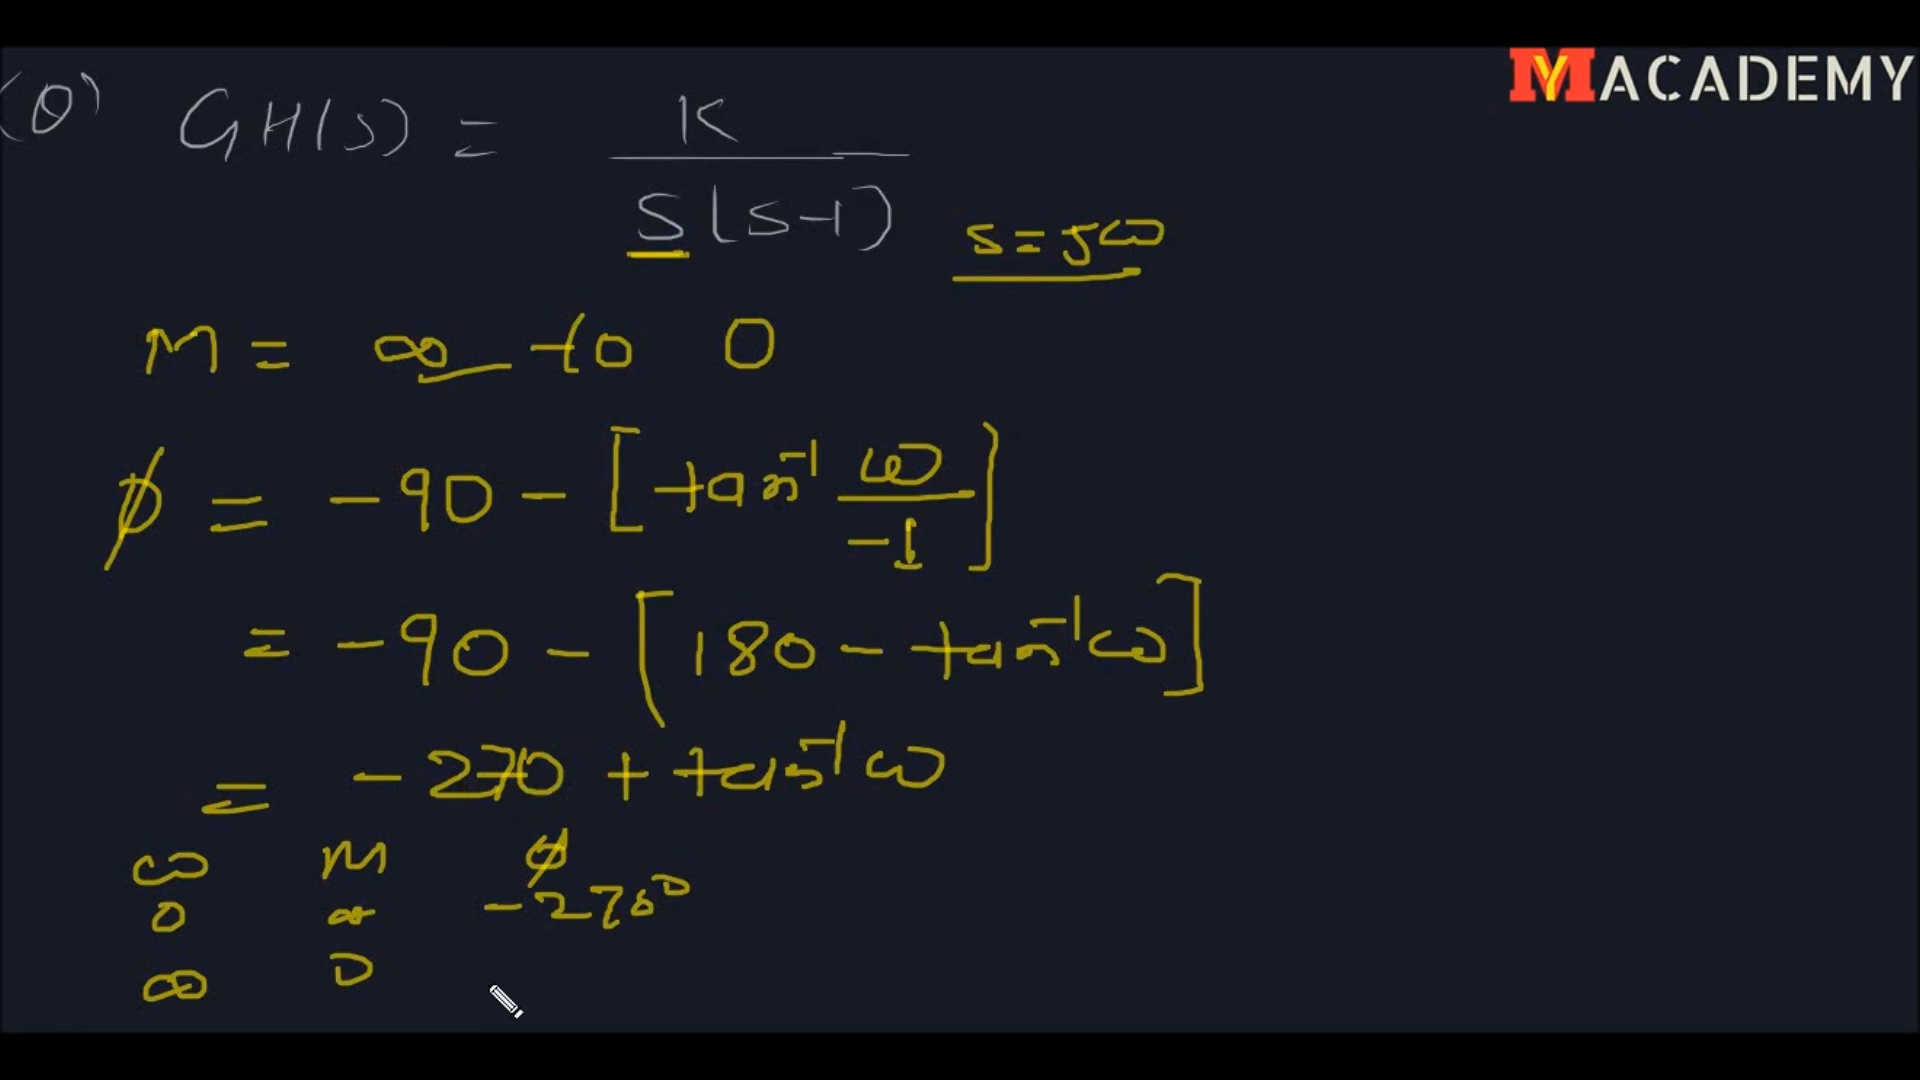 MACADEMY
(Q) GH(S) = K / S(S-1)
S = jω
M = ∞ to 0
ϕ = -90 - [tan⁻¹ ω/-1]
= -90 - [180 - tan⁻¹ω]
= -270 + tan⁻¹ω
ω M ϕ
0 ∞ -270°
∞ 0